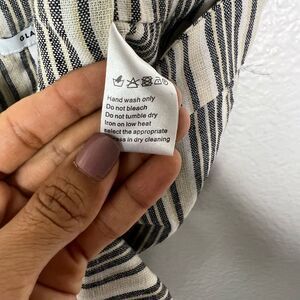 GLA
Hand wash only
Do not bleach
Do not tumble dry
Iron on low heat
select the appropriate
in dry cleaning